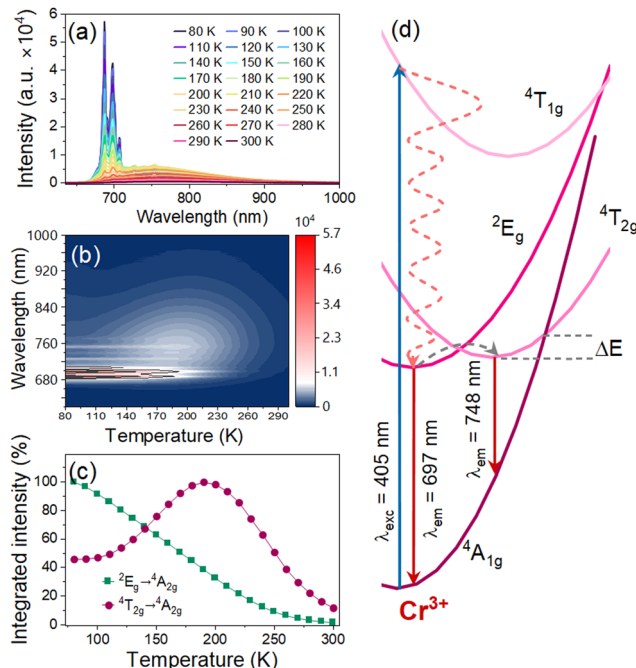 (a)
Intensity (a.u. × 10⁴)
6
5
4
3
2
1
0
80 K 90 K 100 K
110 K 120 K 130 K
140 K 150 K 160 K
170 K 180 K 190 K
200 K 210 K 220 K
230 K 240 K 250 K
260 K 270 K 280 K
290 K 300 K
700 800 900 1000
Wavelength (nm)
(b)
Wavelength (nm)
1000
920
840
760
680
80 110 140 170 200 230 260 290
Temperature (K)
10⁴
5.7
4.6
3.4
2.3
1.1
0
(c)
Integrated intensity (%)
100
80
60
40
20
0
²Eg→⁴A2g
⁴T2g→⁴A2g
100 150 200 250 300
Temperature (K)
(d)
⁴T1g
²Eg
⁴T2g
ΔE
λexc = 405 nm
λem = 697 nm
λem = 748 nm
⁴A1g
Cr³⁺